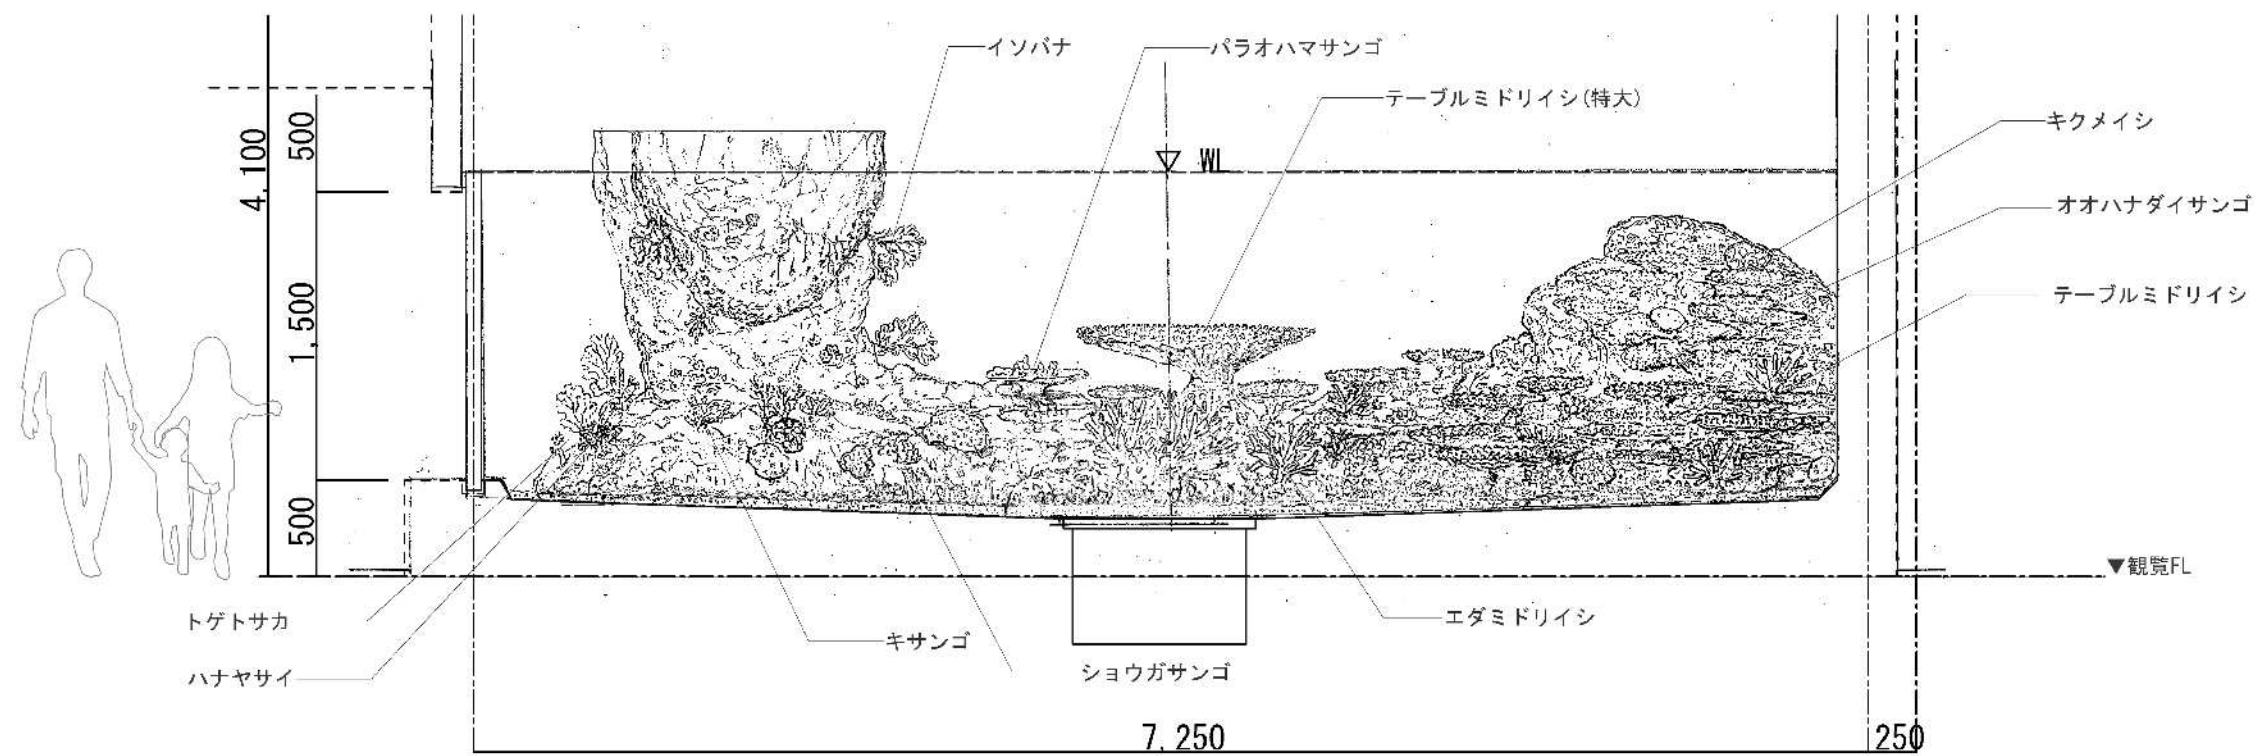 イソバナ
パラオハマサンゴ
テーブルミドリイシ(特大)
キクメイシ
オオハナダイサンゴ
テーブルミドリイシ
WL
4,100
500
1,500
500
▼観覧FL
トゲトサカ
ハナヤサイ
キサンゴ
ショウガサンゴ
エダミドリイシ
7,250
250